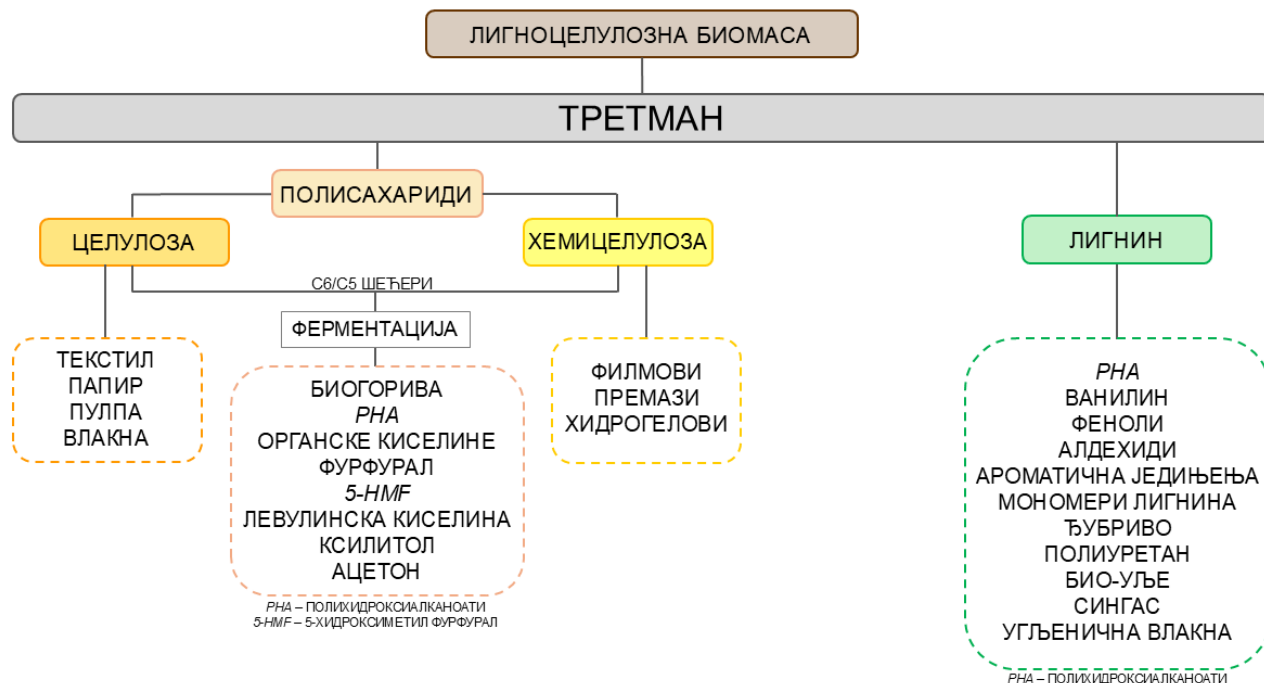 ЛИГНОЦЕЛУЛОЗНА БИОМАСА
ТРЕТМАН
ПОЛИСАХАРИДИ
ЦЕЛУЛОЗА
ХЕМИЦЕЛУЛОЗА
ЛИГНИН
C6/C5 ШЕЋЕРИ
ФЕРМЕНТАЦИЈА
ТЕКСТИЛ
ПАПИР
ПУЛПА
ВЛАКНА
БИОГОРИВА
PHA
ОРГАНСКЕ КИСЕЛИНЕ
ФУРФУРАЛ
5-HMF
ЛЕВУЛИНСКА КИСЕЛИНА
КСИЛИТОЛ
АЦЕТОН
PHA – ПОЛИХИДРОКСИАЛКАНОАТИ
5-HMF – 5-ХИДРОКСИМЕТИЛ ФУРФУРАЛ
ФИЛМОВИ
ПРЕМАЗИ
ХИДРОГЕЛОВИ
PHA
ВАНИЛИН
ФЕНОЛИ
АЛДЕХИДИ
АРОМАТИЧНА ЈЕДИЊЕЊА
МОНОМЕРИ ЛИГНИНА
ЂУБРИВО
ПОЛИУРЕТАН
БИО-УЉЕ
СИНГАС
УГЉЕНИЧНА ВЛАКНА
PHA – ПОЛИХИДРОКСИАЛКАНОАТИ